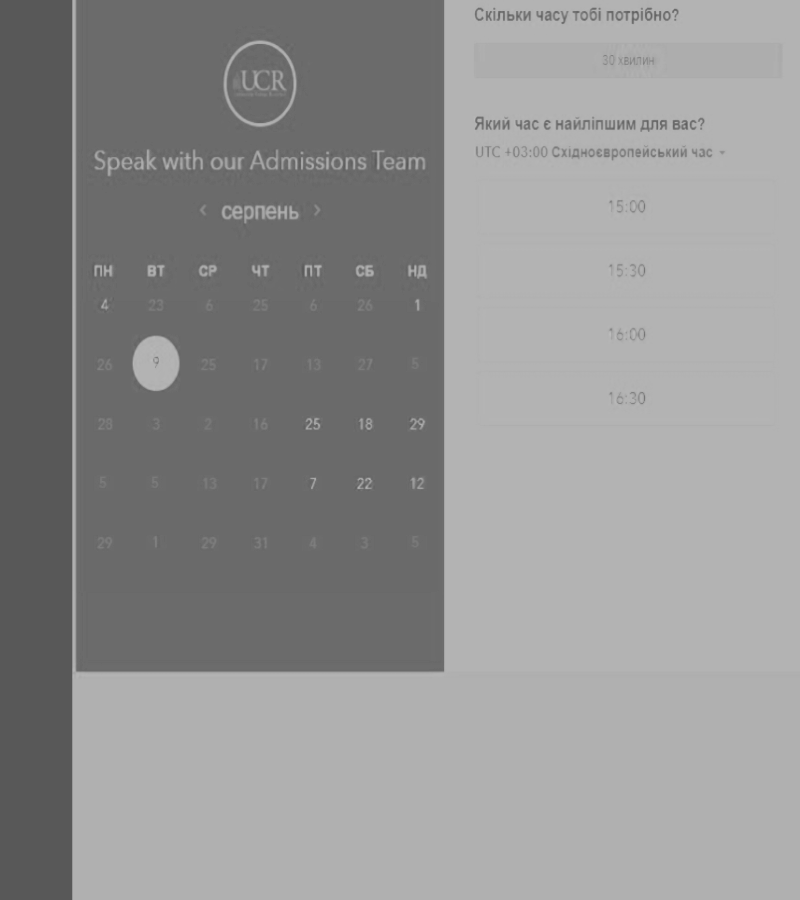 UCR
Speak with our Admissions Team
серпень
ПН ВТ СР ЧТ ПТ СБ НД
4 23 6 25 6 26 1
26 9 25 17 13 27 5
28 3 2 16 25 18 29
5 5 13 17 7 22 12
29 1 29 31 4 3 5
Скільки часу тобі потрібно?
30 хвилин
Який час є найліпшим для вас?
UTC +03:00 Східноєвропейський час
15:00
15:30
16:00
16:30